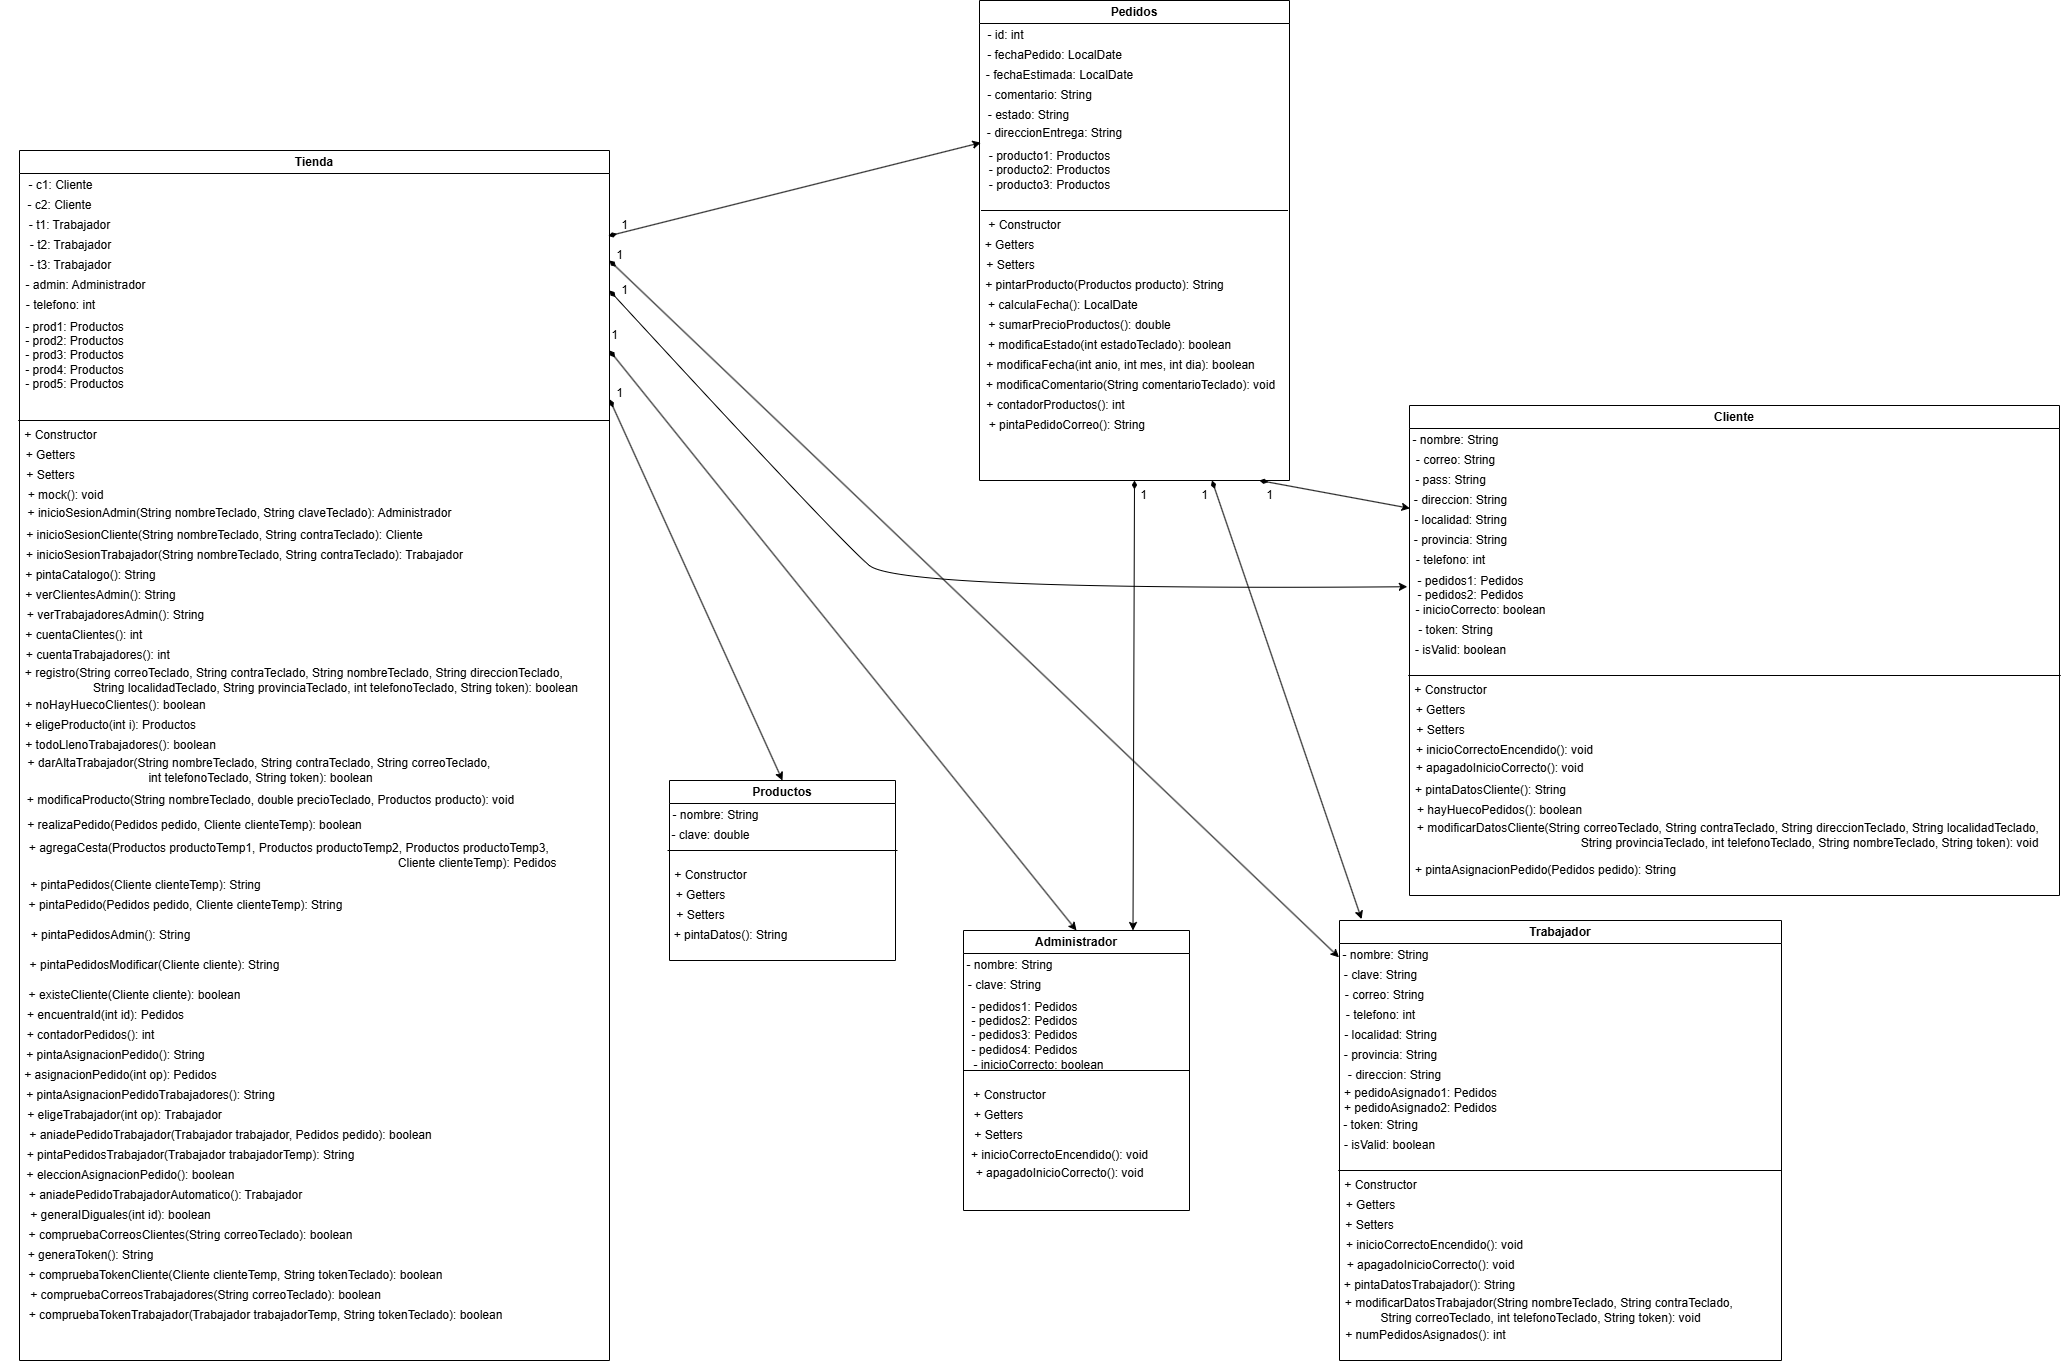 Pedidos
- id: int
- fechaPedido: LocalDate
- fechaEstimada: LocalDate
- comentario: String
- estado: String
- direccionEntrega: String
- producto1: Productos
- producto2: Productos
- producto3: Productos
+ Constructor
+ Getters
+ Setters
+ pintarProducto(Productos producto): String
+ calculaFecha(): LocalDate
+ sumarPrecioProductos(): double
+ modificaEstado(int estadoTeclado): boolean
+ modificaFecha(int anio, int mes, int dia): boolean
+ modificaComentario(String comentarioTeclado): void
+ contadorProductos(): int
+ pintaPedidoCorreo(): String
1
1
1
Tienda
- c1: Cliente
- c2: Cliente
- t1: Trabajador
- t2: Trabajador
- t3: Trabajador
- admin: Administrador
- telefono: int
- prod1: Productos
- prod2: Productos
- prod3: Productos
- prod4: Productos
- prod5: Productos
+ Constructor
+ Getters
+ Setters
+ mock(): void
+ inicioSesionAdmin(String nombreTeclado, String claveTeclado): Administrador
+ inicioSesionCliente(String nombreTeclado, String contraTeclado): Cliente
+ inicioSesionTrabajador(String nombreTeclado, String contraTeclado): Trabajador
+ pintaCatalogo(): String
+ verClientesAdmin(): String
+ verTrabajadoresAdmin(): String
+ cuentaClientes(): int
+ cuentaTrabajadores(): int
+ registro(String correoTeclado, String contraTeclado, String nombreTeclado, String direccionTeclado,
String localidadTeclado, String provinciaTeclado, int telefonoTeclado, String token): boolean
+ noHayHuecoClientes(): boolean
+ eligeProducto(int i): Productos
+ todoLlenoTrabajadores(): boolean
+ darAltaTrabajador(String nombreTeclado, String contraTeclado, String correoTeclado,
int telefonoTeclado, String token): boolean
+ modificaProducto(String nombreTeclado, double precioTeclado, Productos producto): void
+ realizaPedido(Pedidos pedido, Cliente clienteTemp): boolean
+ agregaCesta(Productos productoTemp1, Productos productoTemp2, Productos productoTemp3,
Cliente clienteTemp): Pedidos
+ pintaPedidos(Cliente clienteTemp): String
+ pintaPedido(Pedidos pedido, Cliente clienteTemp): String
+ pintaPedidosAdmin(): String
+ pintaPedidosModificar(Cliente cliente): String
+ existeCliente(Cliente cliente): boolean
+ encuentraId(int id): Pedidos
+ contadorPedidos(): int
+ pintaAsignacionPedido(): String
+ asignacionPedido(int op): Pedidos
+ pintaAsignacionPedidoTrabajadores(): String
+ eligeTrabajador(int op): Trabajador
+ aniadePedidoTrabajador(Trabajador trabajador, Pedidos pedido): boolean
+ pintaPedidosTrabajador(Trabajador trabajadorTemp): String
+ eleccionAsignacionPedido(): boolean
+ aniadePedidoTrabajadorAutomatico(): Trabajador
+ generaIDiguales(int id): boolean
+ compruebaCorreosClientes(String correoTeclado): boolean
+ generaToken(): String
+ compruebaTokenCliente(Cliente clienteTemp, String tokenTeclado): boolean
+ compruebaCorreosTrabajadores(String correoTeclado): boolean
+ compruebaTokenTrabajador(Trabajador trabajadorTemp, String tokenTeclado): boolean
1
1
1
1
1
Cliente
- nombre: String
- correo: String
- pass: String
- direccion: String
- localidad: String
- provincia: String
- telefono: int
- pedidos1: Pedidos
- pedidos2: Pedidos
- inicioCorrecto: boolean
- token: String
- isValid: boolean
+ Constructor
+ Getters
+ Setters
+ inicioCorrectoEncendido(): void
+ apagadoInicioCorrecto(): void
+ pintaDatosCliente(): String
+ hayHuecoPedidos(): boolean
+ modificarDatosCliente(String correoTeclado, String contraTeclado, String direccionTeclado, String localidadTeclado,
String provinciaTeclado, int telefonoTeclado, String nombreTeclado, String token): void
+ pintaAsignacionPedido(Pedidos pedido): String
Productos
- nombre: String
- clave: double
+ Constructor
+ Getters
+ Setters
+ pintaDatos(): String
Administrador
- nombre: String
- clave: String
- pedidos1: Pedidos
- pedidos2: Pedidos
- pedidos3: Pedidos
- pedidos4: Pedidos
- inicioCorrecto: boolean
+ Constructor
+ Getters
+ Setters
+ inicioCorrectoEncendido(): void
+ apagadoInicioCorrecto(): void
Trabajador
- nombre: String
- clave: String
- correo: String
- telefono: int
- localidad: String
- provincia: String
- direccion: String
+ pedidoAsignado1: Pedidos
+ pedidoAsignado2: Pedidos
- token: String
- isValid: boolean
+ Constructor
+ Getters
+ Setters
+ inicioCorrectoEncendido(): void
+ apagadoInicioCorrecto(): void
+ pintaDatosTrabajador(): String
+ modificarDatosTrabajador(String nombreTeclado, String contraTeclado,
String correoTeclado, int telefonoTeclado, String token): void
+ numPedidosAsignados(): int